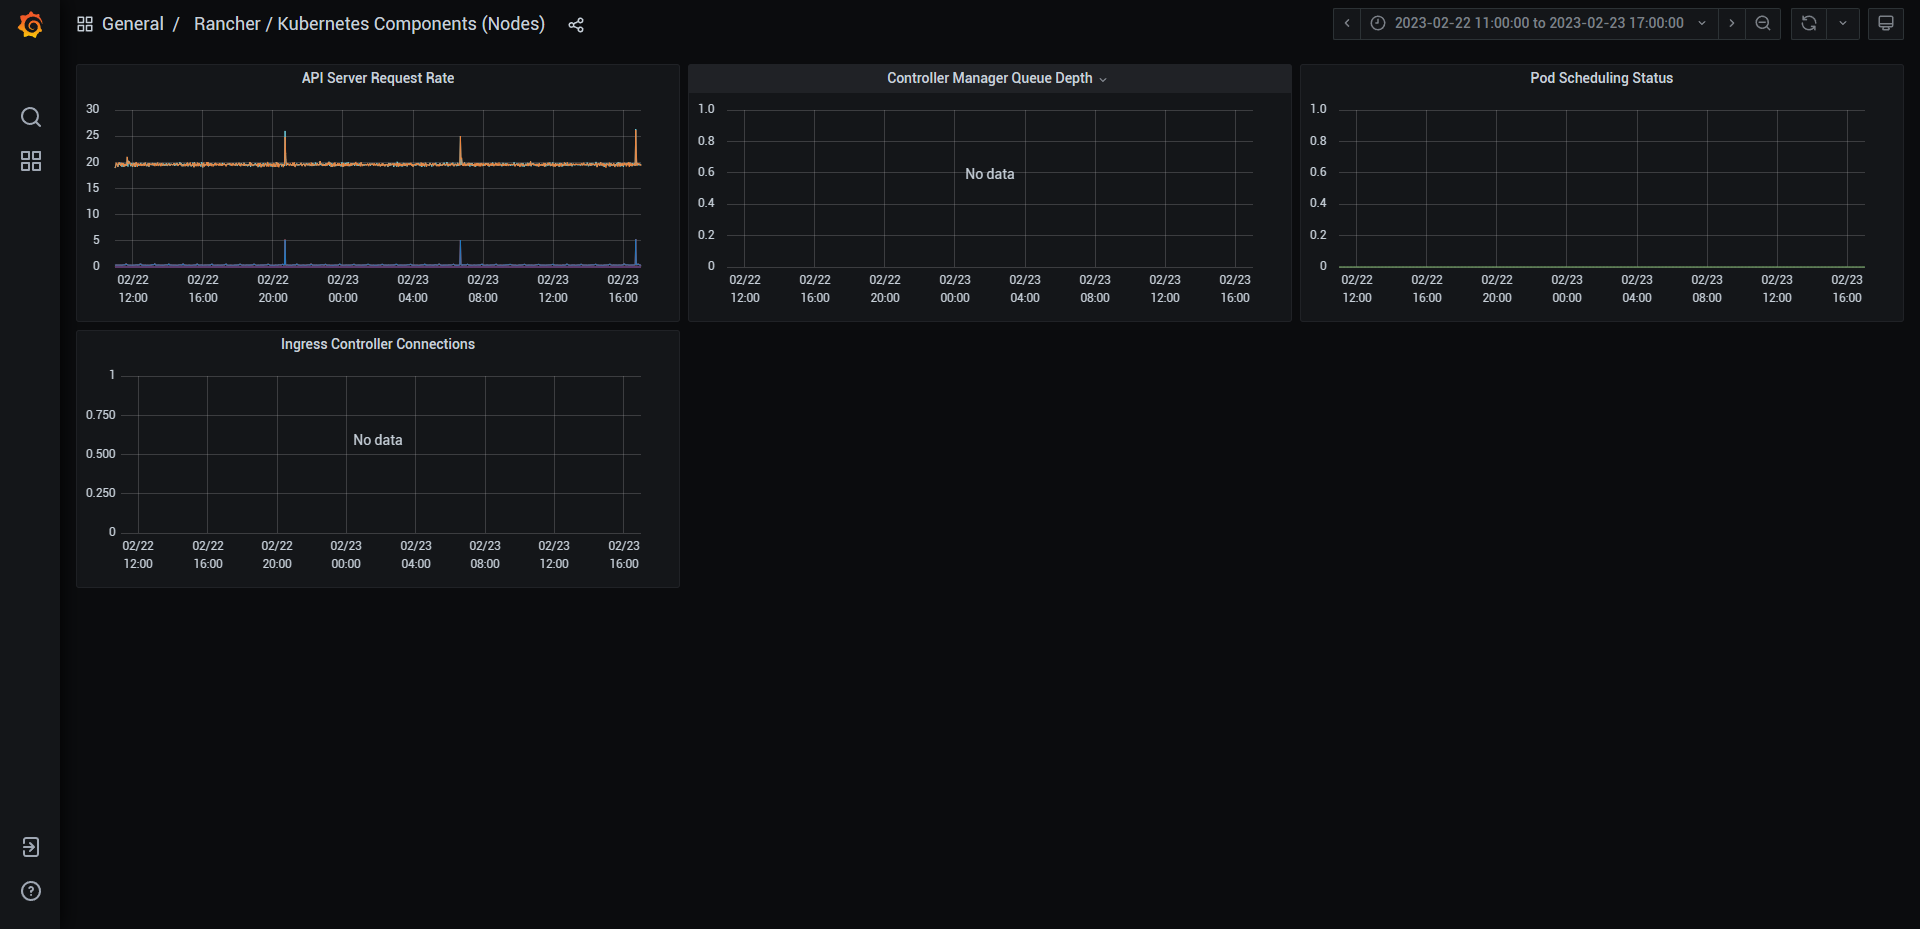 General / Rancher / Kubernetes Components (Nodes)
2023-02-22 11:00:00 to 2023-02-23 17:00:00
API Server Request Rate
30
25
20
15
10
5
0
02/22 02/22 02/22 02/23 02/23 02/23 02/23 02/23
12:00 16:00 20:00 00:00 04:00 08:00 12:00 16:00
Controller Manager Queue Depth
1.0
0.8
No data
0.6
0.4
0.2
0
02/22 02/22 02/22 02/23 02/23 02/23 02/23 02/23
12:00 16:00 20:00 00:00 04:00 08:00 12:00 16:00
Pod Scheduling Status
1.0
0.8
0.6
0.4
0.2
0
02/22 02/22 02/22 02/23 02/23 02/23 02/23 02/23
12:00 16:00 20:00 00:00 04:00 08:00 12:00 16:00
Ingress Controller Connections
1
0.750
No data
0.500
0.250
0
02/22 02/22 02/22 02/23 02/23 02/23 02/23 02/23
12:00 16:00 20:00 00:00 04:00 08:00 12:00 16:00